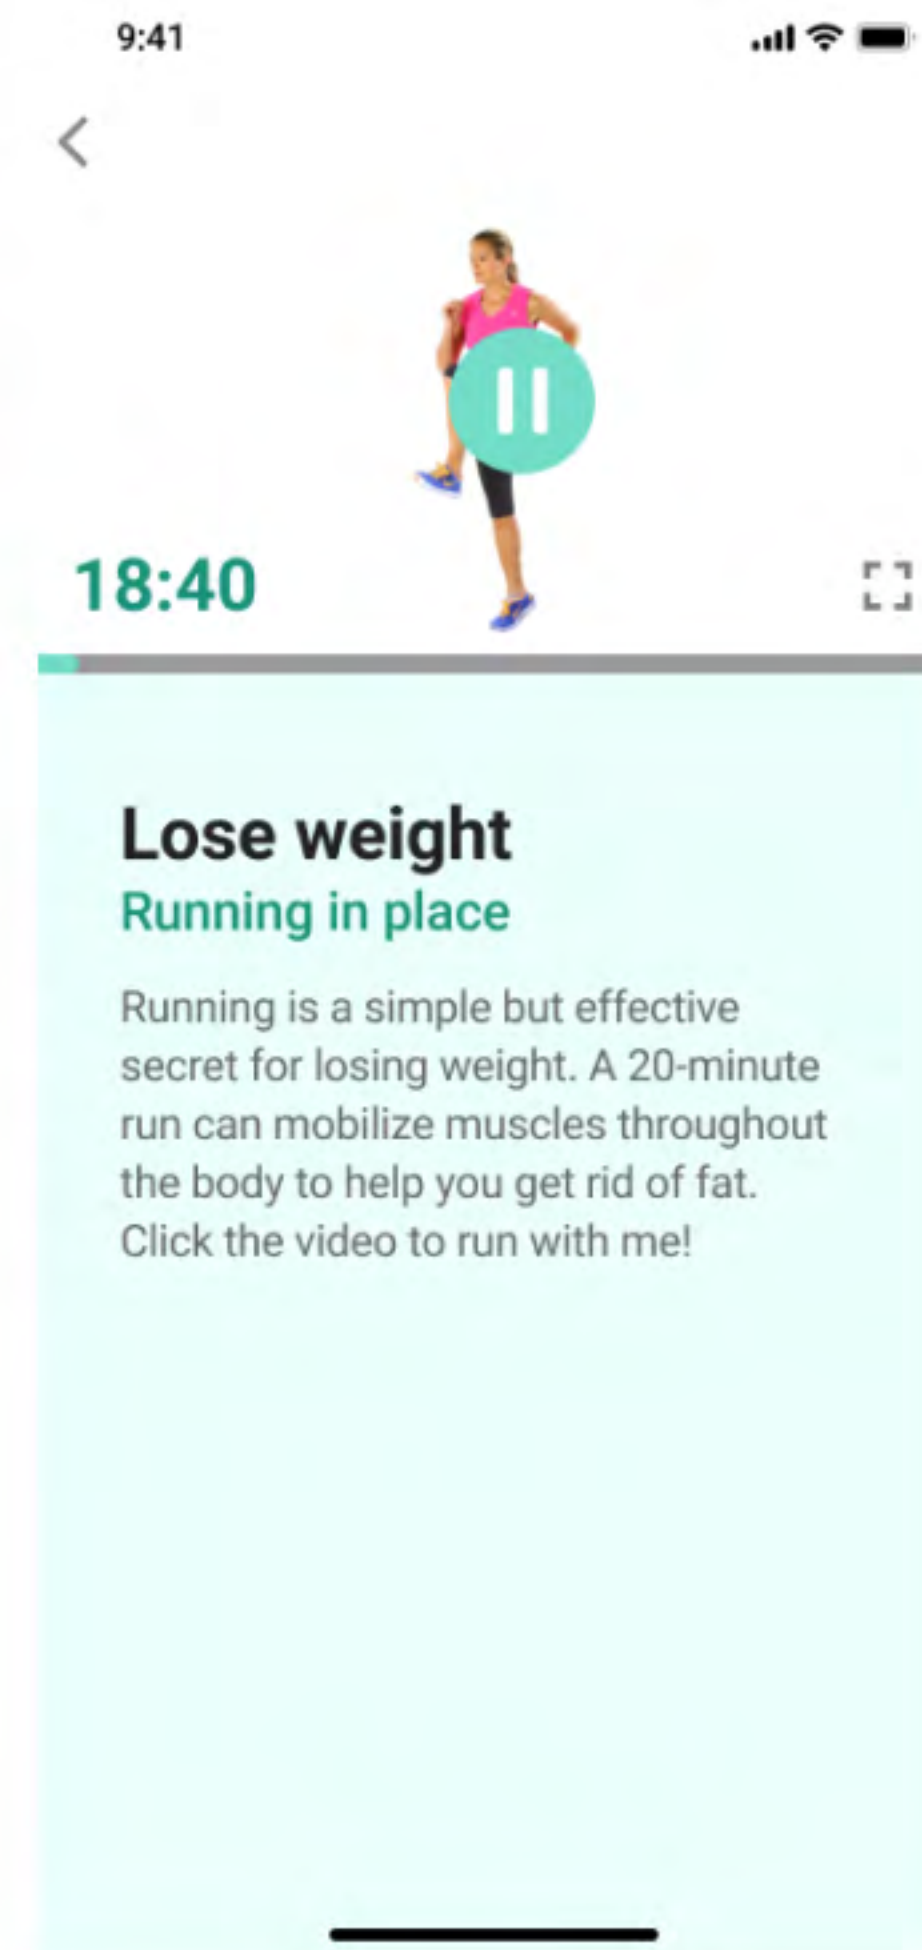 9:41
18:40
Lose weight
Running in place
Running is a simple but effective
secret for losing weight. A 20-minute
run can mobilize muscles throughout
the body to help you get rid of fat.
Click the video to run with me!